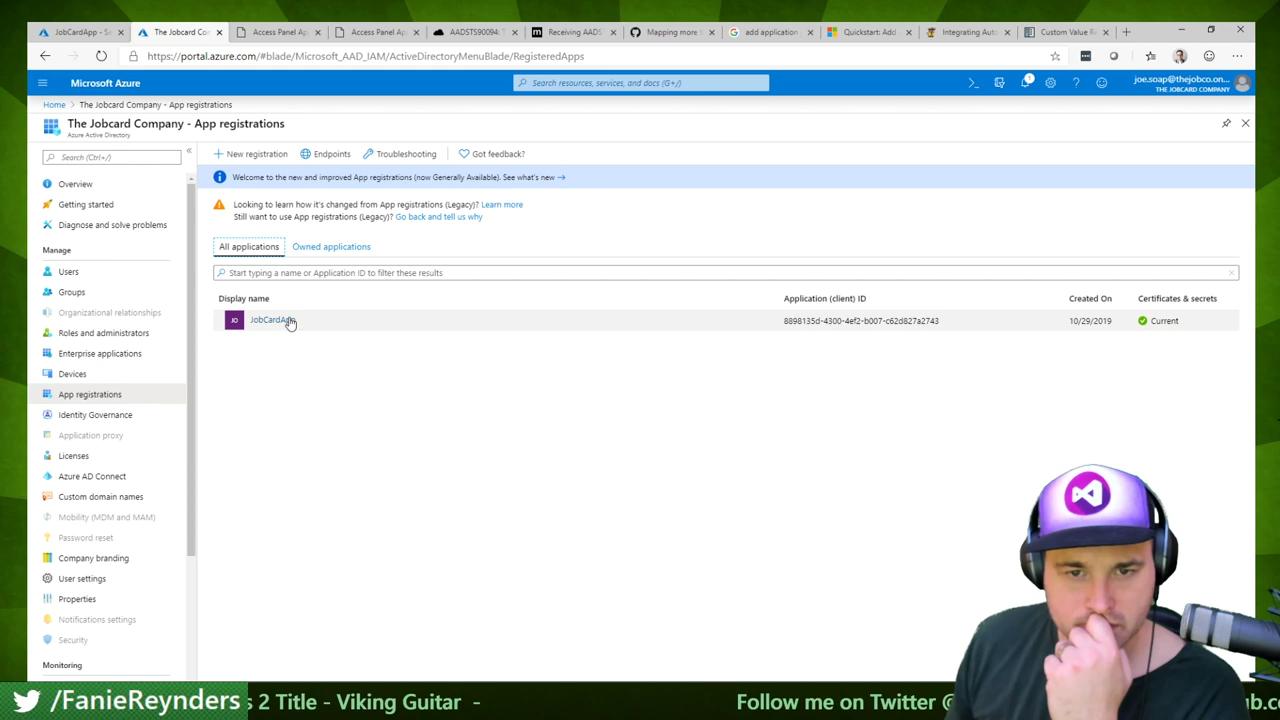 JobCardApp - Se
The Jobcard Com
Access Panel Ap
Access Panel Ap
AADSTS90094: T
Receiving AADS
Mapping more
add application
Quickstart: Add
Integrating Auto
Custom Value Re
https://portal.azure.com/#blade/Microsoft_AAD_IAM/ActiveDirectoryMenuBlade/RegisteredApps
Microsoft Azure
Search resources, services, and docs (G+/)
1
joe.soap@thejobco.on...
THE JOBCARD COMPANY
Home > The Jobcard Company - App registrations
The Jobcard Company - App registrations
Azure Active Directory
Search (Ctrl+/)
Overview
Getting started
Diagnose and solve problems
Manage
Users
Groups
Organizational relationships
Roles and administrators
Enterprise applications
Devices
App registrations
Identity Governance
Application proxy
Licenses
Azure AD Connect
Custom domain names
Mobility (MDM and MAM)
Password reset
Company branding
User settings
Properties
Notifications settings
Security
Monitoring
New registration
Endpoints
Troubleshooting
Got feedback?
Welcome to the new and improved App registrations (now Generally Available). See what's new →
Looking to learn how it's changed from App registrations (Legacy)? Learn more
Still want to use App registrations (Legacy)? Go back and tell us why
All applications
Owned applications
Start typing a name or Application ID to filter these results
Display name
Application (client) ID
Created On
Certificates & secrets
JO
JobCardApp
8898135d-4300-4ef2-b007-c62d827a2743
10/29/2019
Current
/FanieReynders
s 2 Title - Viking Guitar -
Follow me on Twitter @
ub.c